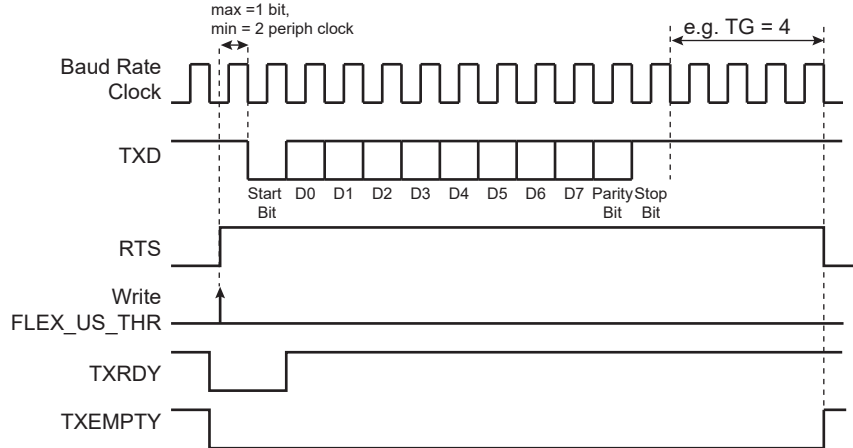 max =1 bit,
min = 2 periph clock
e.g. TG = 4
Baud Rate
Clock
TXD
Start D0 D1 D2 D3 D4 D5 D6 D7 Parity Stop
Bit Bit Bit
RTS
Write
FLEX_US_THR
TXRDY
TXEMPTY